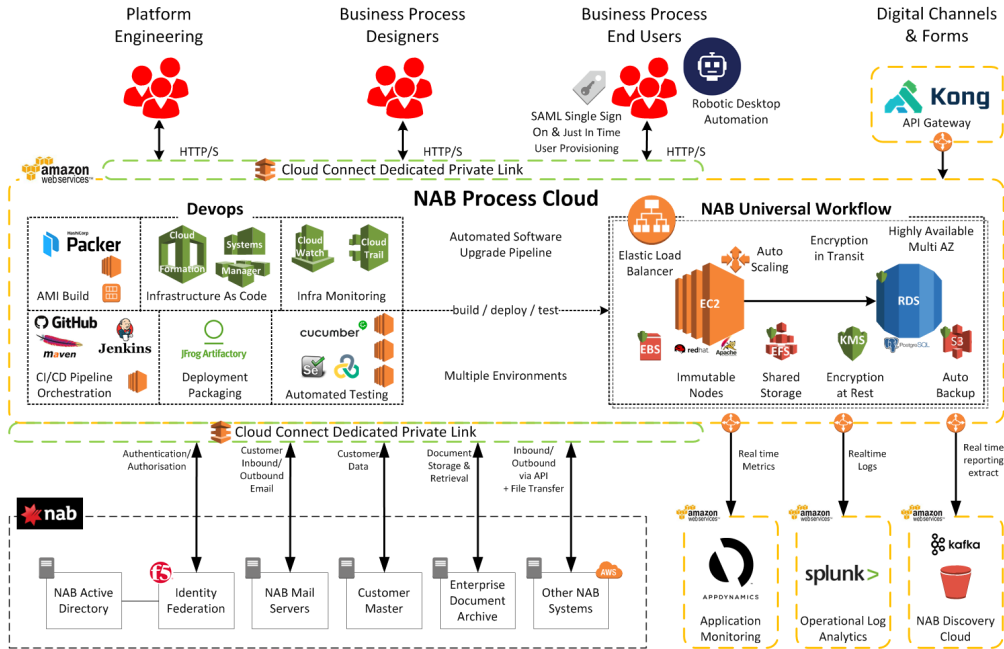 Platform
Engineering
Business Process
Designers
Business Process
End Users
Digital Channels
& Forms
SAML Single Sign
On & Just In Time
User Provisioning
Robotic Desktop
Automation
Kong
API Gateway
HTTP/S
HTTP/S
HTTP/S
amazon
webservices™
Cloud Connect Dedicated Private Link
NAB Process Cloud
Devops
HashiCorp
Packer
AMI Build
Cloud
Formation
Systems
Manager
Infrastructure As Code
Cloud
Watch
Cloud
Trail
Infra Monitoring
GitHub
maven
Jenkins
CI/CD Pipeline
Orchestration
JFrog Artifactory
Deployment
Packaging
cucumber
Se
Automated Testing
Automated Software
Upgrade Pipeline
build / deploy / test
Multiple Environments
NAB Universal Workflow
Elastic Load
Balancer
Auto
Scaling
Encryption
in Transit
Highly Available
Multi AZ
EC2
RDS
EBS
redhat
Apache
EFS
KMS
PostgreSQL
S3
Immutable
Nodes
Shared
Storage
Encryption
at Rest
Auto
Backup
Cloud Connect Dedicated Private Link
Authentication/
Authorisation
Customer
Inbound/
Outbound
Email
Customer
Data
Document
Storage &
Retrieval
Inbound/
Outbound
via API
+ File Transfer
Real time
Metrics
Realtime
Logs
Real time
reporting
extract
nab
NAB Active
Directory
f5
Identity
Federation
NAB Mail
Servers
Customer
Master
Enterprise
Document
Archive
AWS
Other NAB
Systems
amazon
webservices™
APPDYNAMICS
Application
Monitoring
amazon
webservices™
splunk>
Operational Log
Analytics
amazon
webservices™
kafka
NAB Discovery
Cloud